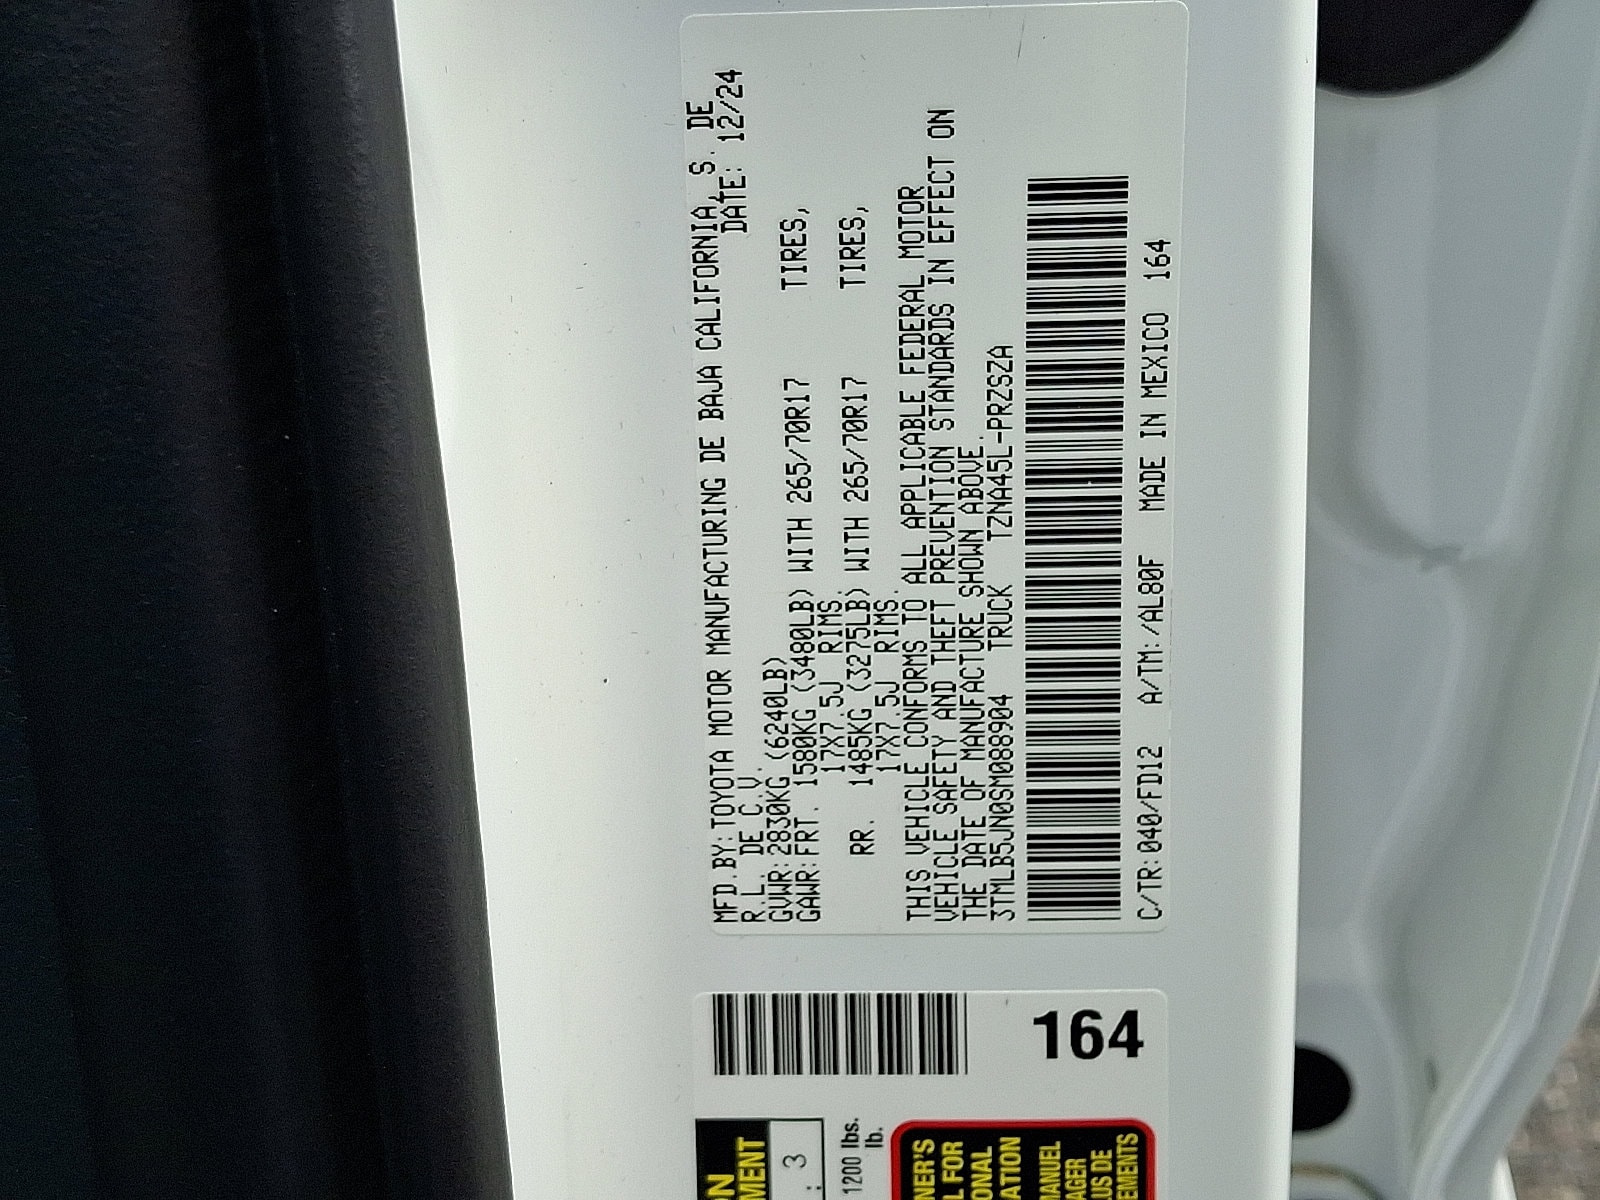 MFD.BY:TOYOTA MOTOR MANUFACTURING DE BAJA CALIFORNIA, S. DE
R.L. DE C.V. DATE: 12/24
GVWR:2830KG (6240LB)
GAWR:FRT. 1580KG (3480LB) WITH 265/70R17 TIRES,
17X7.5J RIMS.
RR. 1485KG (3275LB) WITH 265/70R17 TIRES,
17X7.5J RIMS.
THIS VEHICLE CONFORMS TO ALL APPLICABLE FEDERAL MOTOR
VEHICLE SAFETY AND THEFT PREVENTION STANDARDS IN EFFECT ON
THE DATE OF MANUFACTURE SHOWN ABOVE.
3TMLB5JN0SM088904 TRUCK TZNA45L-PRZSZA
C/TR:040/FD12 A/TM:/AL80F MADE IN MEXICO 164
164
: 3
1200 lbs.
lb.